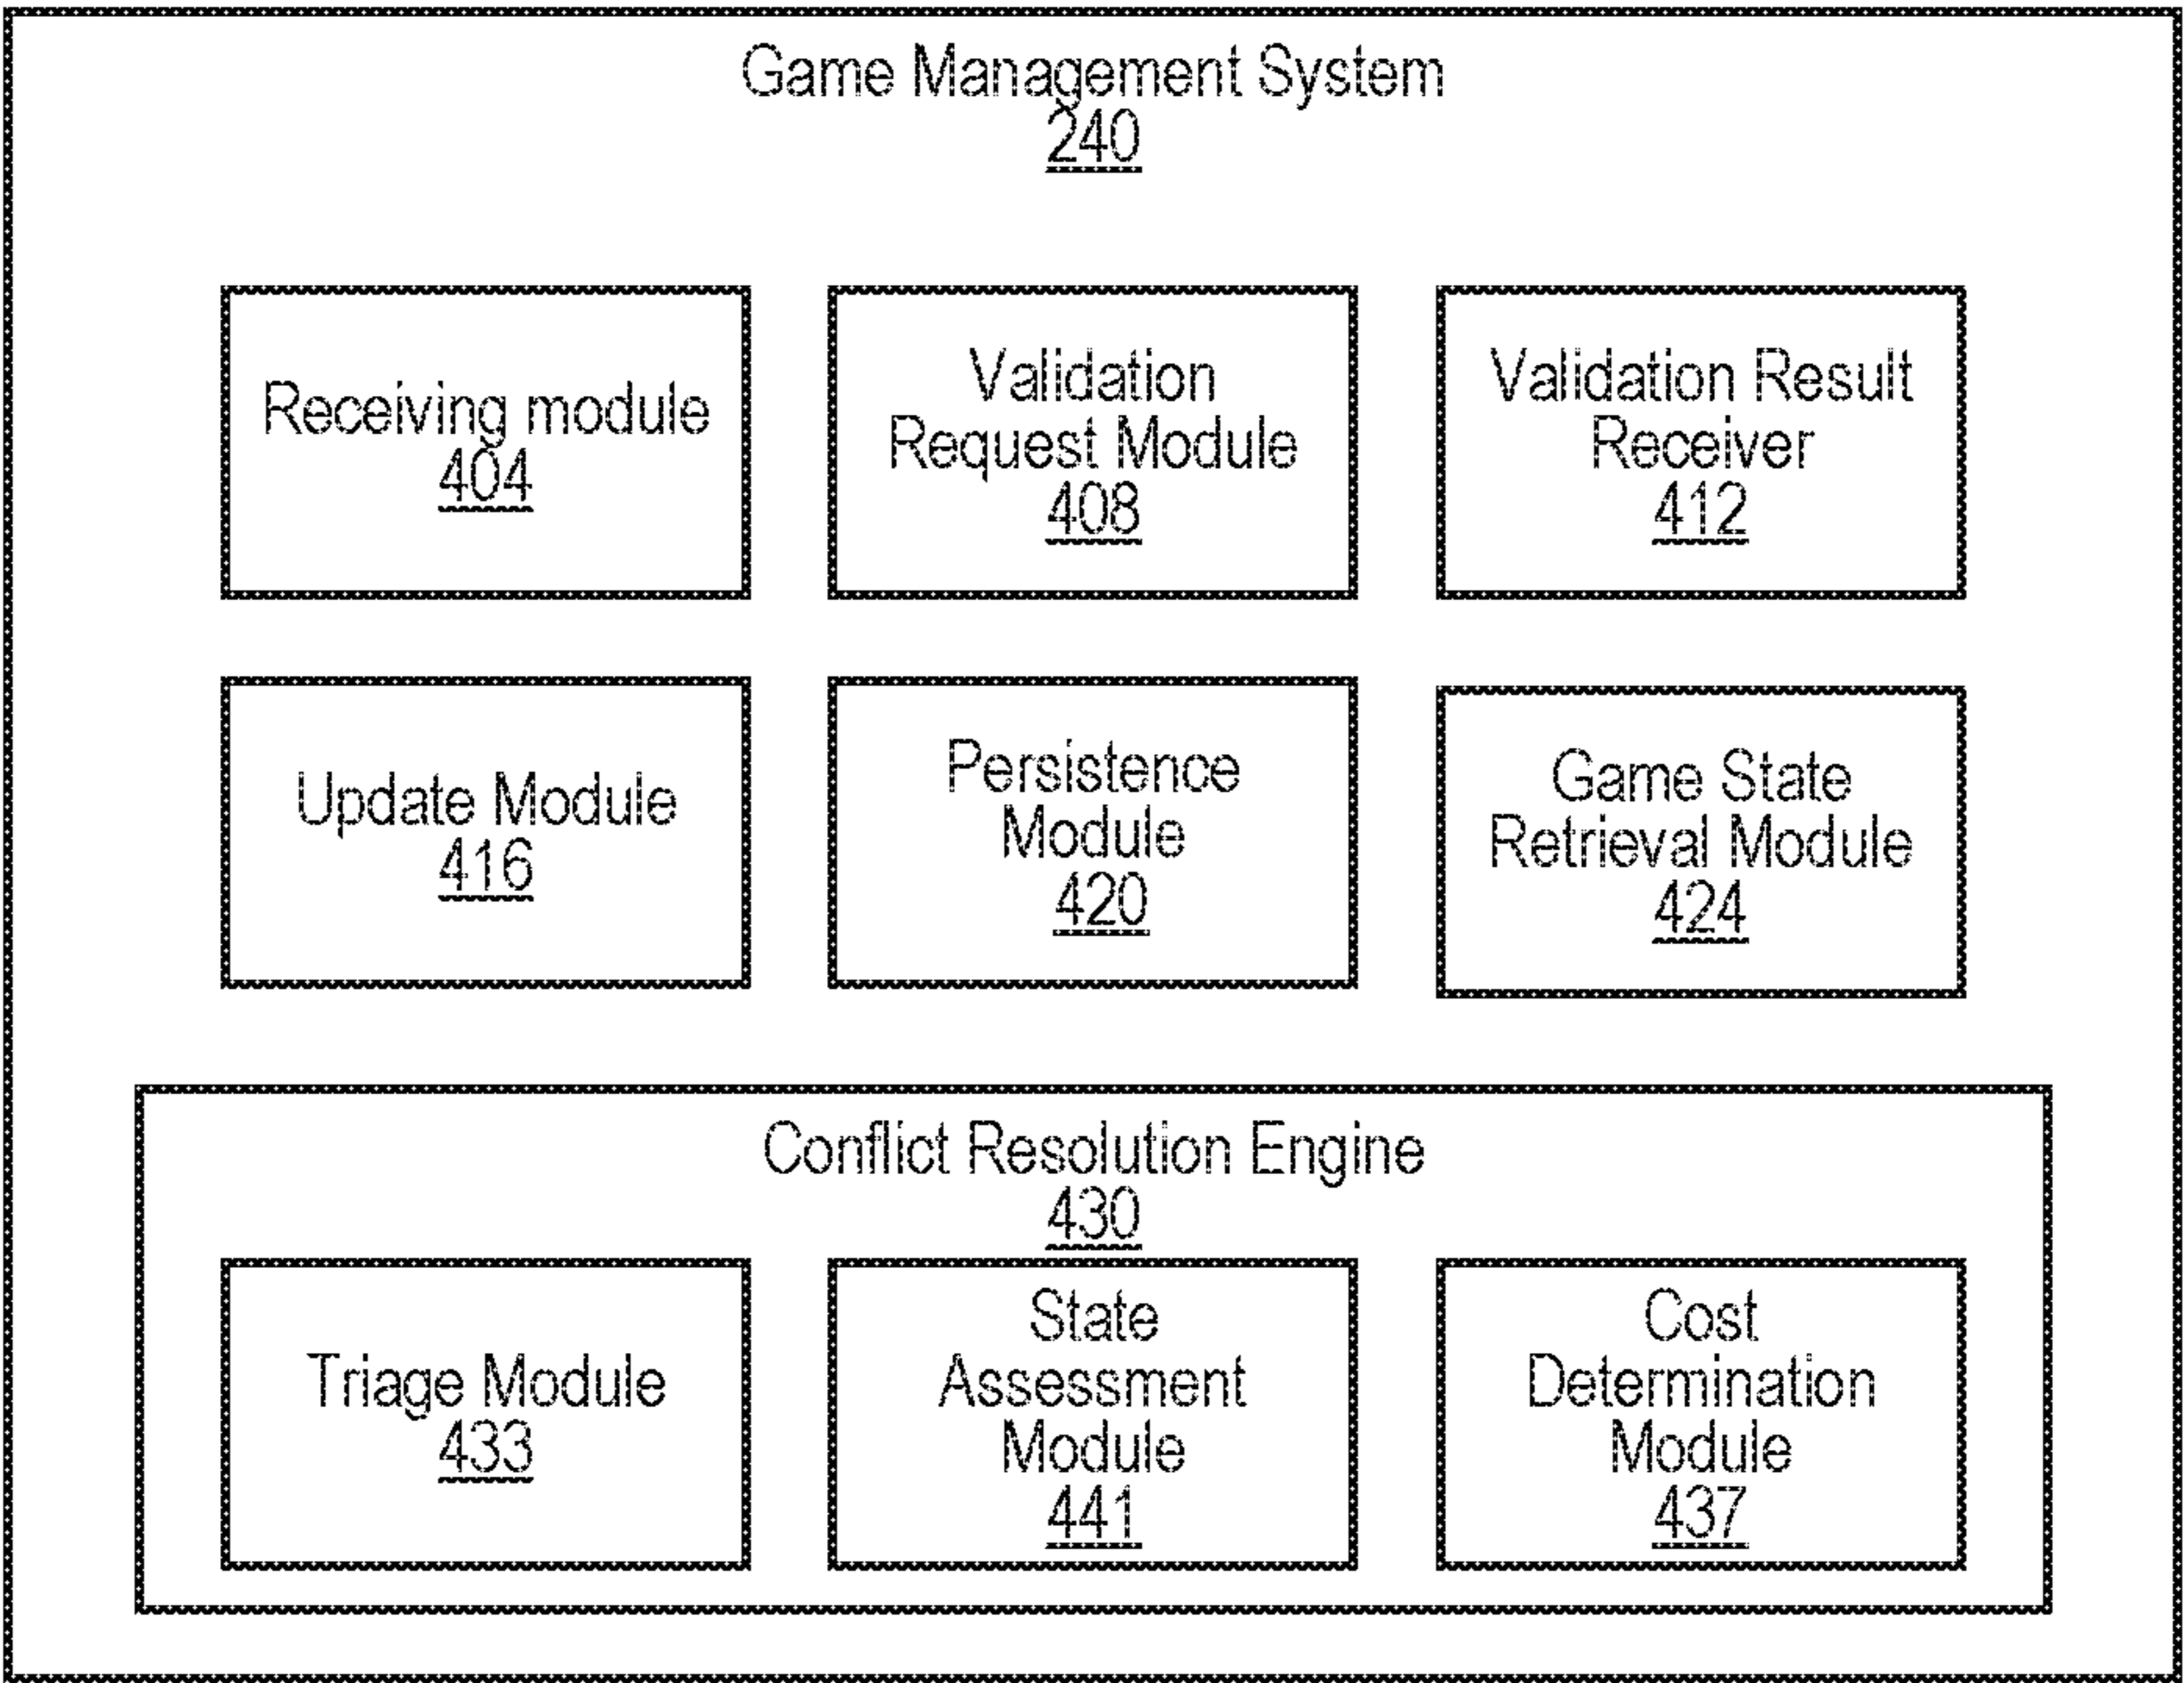 Game Management System
240
Receiving module
404
Validation
Request Module
408
Validation Result
Receiver
412
Update Module
416
Persistence
Module
420
Game State
Retrieval Module
424
Conflict Resolution Engine
430
Triage Module
433
State
Assessment
Module
441
Cost
Determination
Module
437